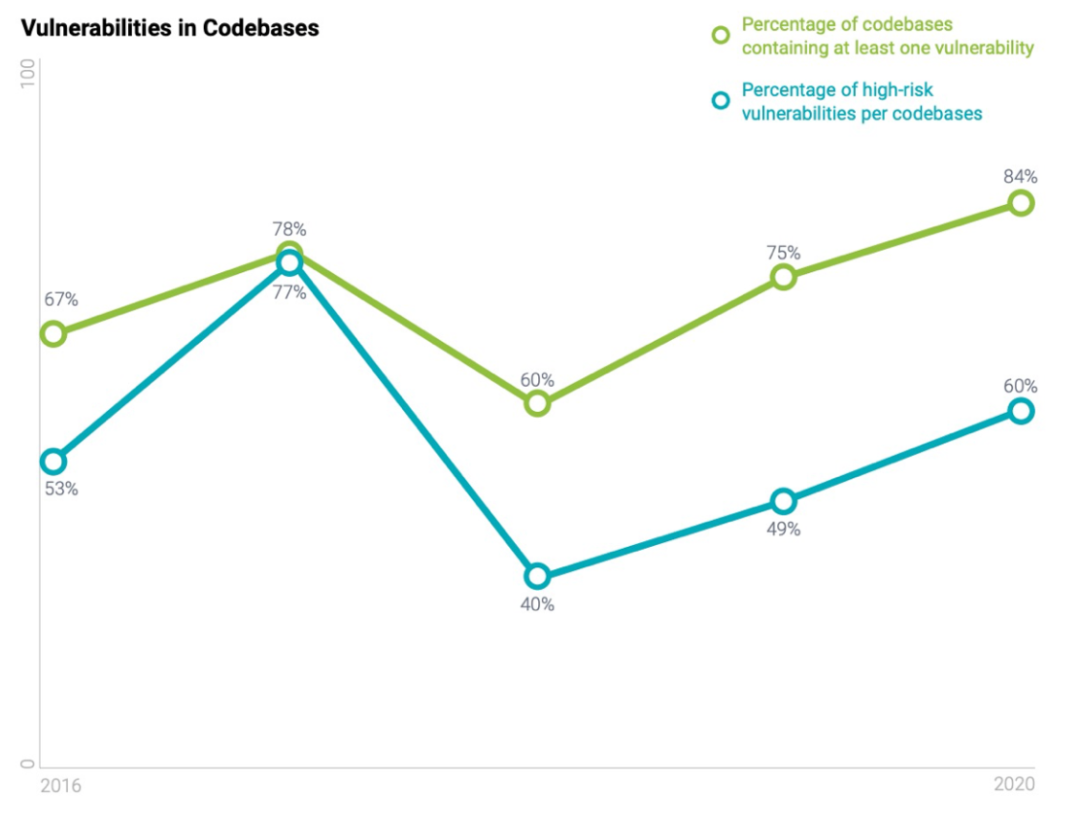 Vulnerabilities in Codebases
Percentage of codebases
containing at least one vulnerability
Percentage of high-risk
vulnerabilities per codebases
100
84%
78%
75%
77%
67%
60%
60%
53%
49%
40%
0
2016
2020